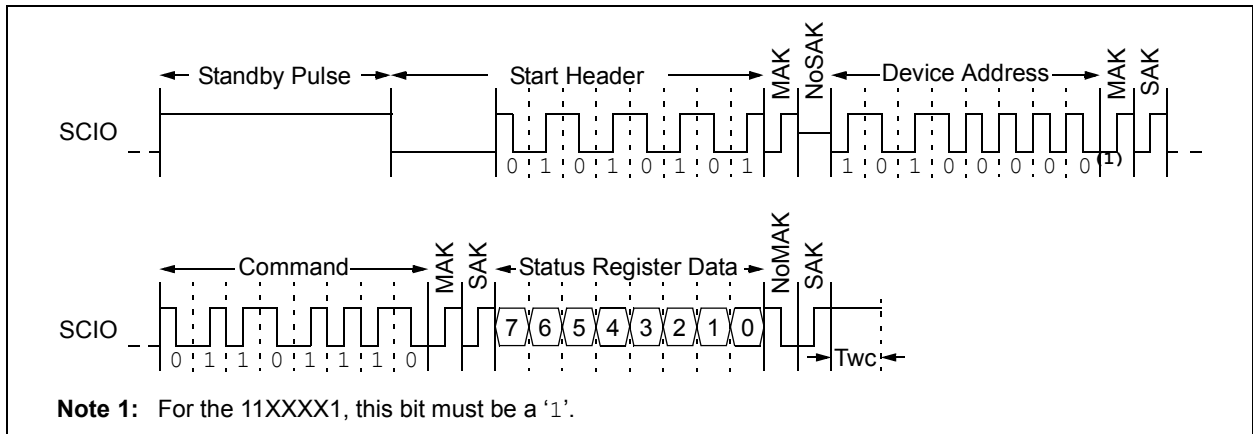 Standby Pulse Start Header MAK NoSAK Device Address MAK SAK
SCIO
0 1 0 1 0 1 0 1 1 0 1 0 0 0 0 0(1)
Command MAK SAK Status Register Data NoMAK SAK
SCIO
7 6 5 4 3 2 1 0
0 1 1 0 1 1 1 0 Twc
Note 1: For the 11XXXX1, this bit must be a ‘1’.